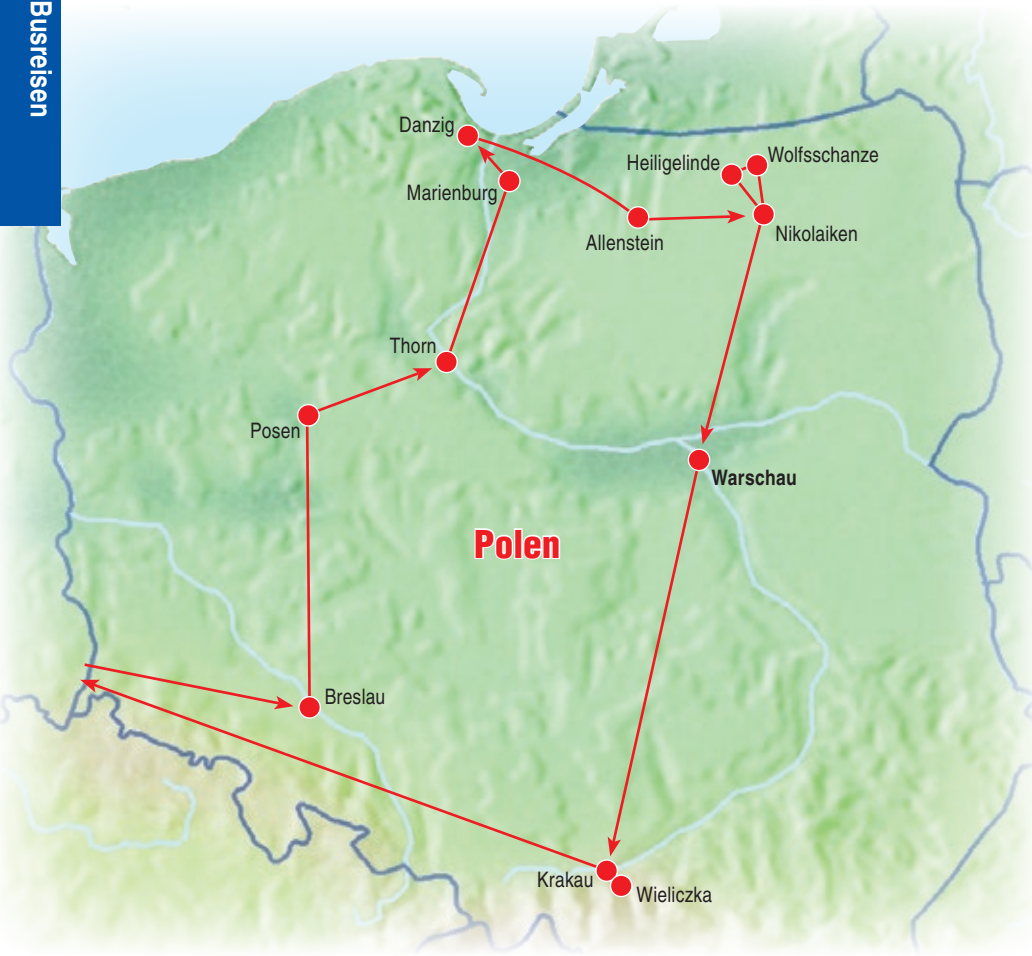 Busreisen
Danzig
Marienburg
Heiligelinde
Wolfsschanze
Allenstein
Nikolaiken
Thorn
Posen
Warschau
Polen
Breslau
Krakau
Wieliczka